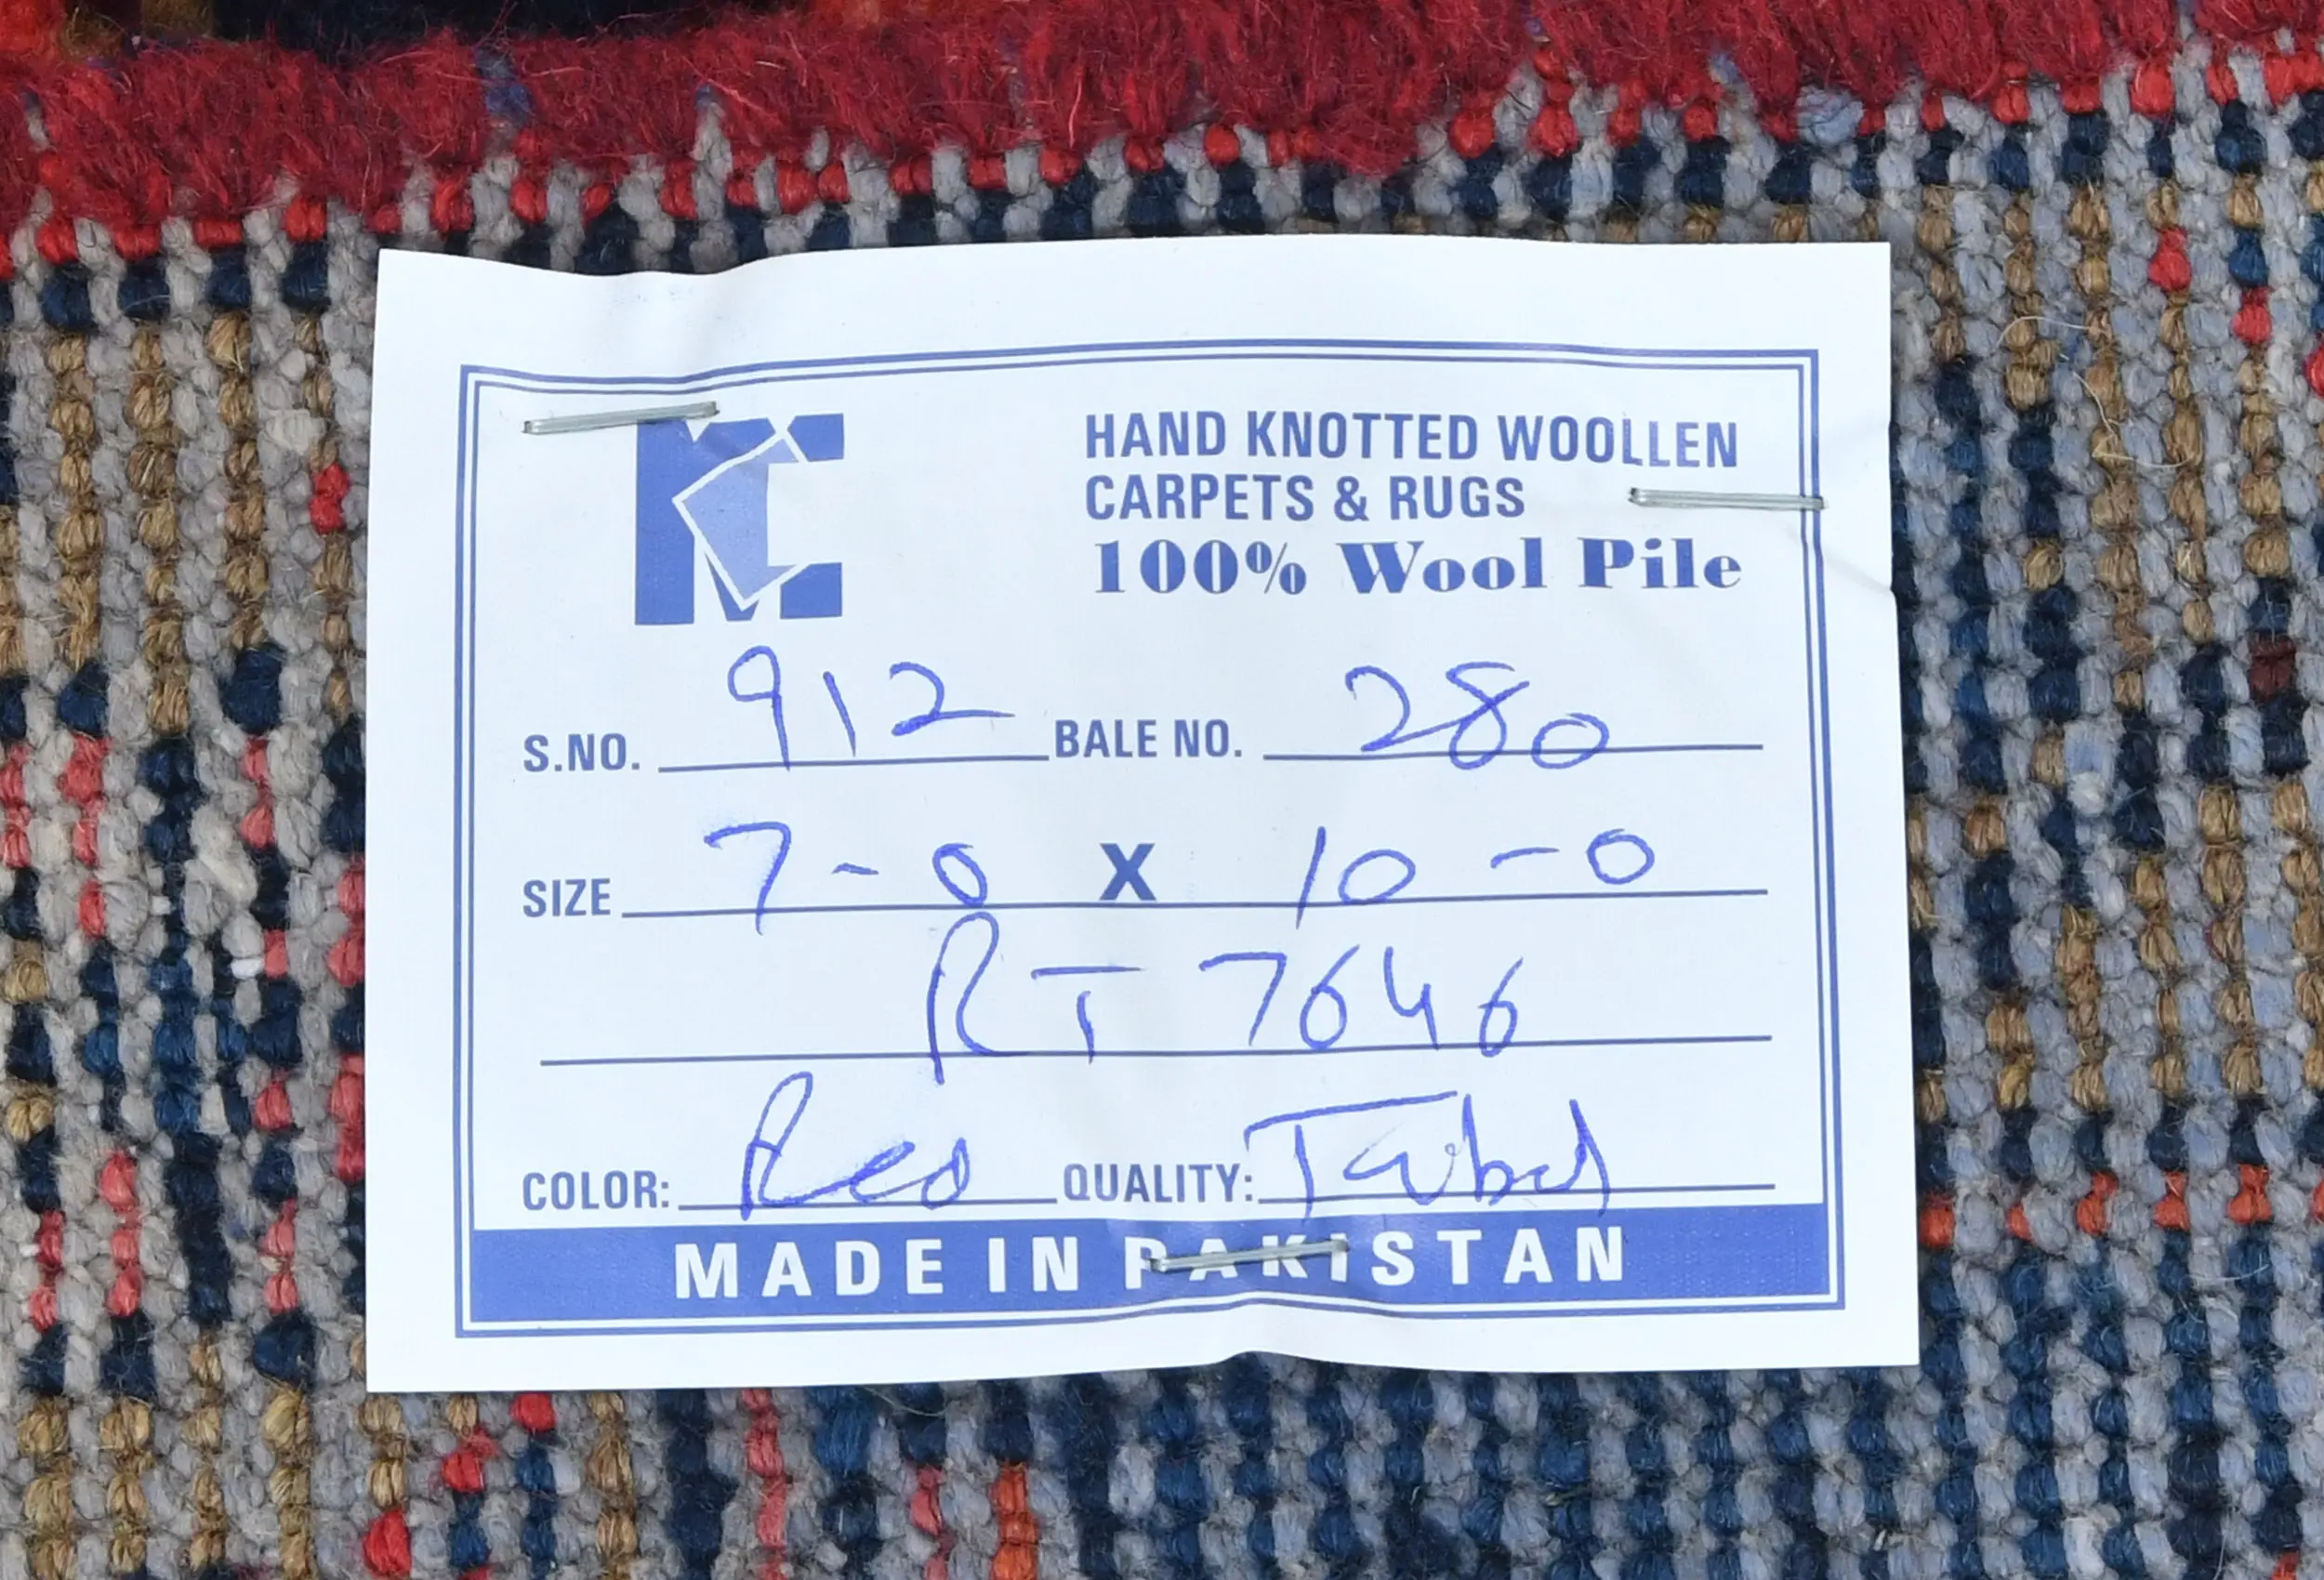 HAND KNOTTED WOOLLEN
CARPETS & RUGS
100% Wool Pile
S.NO. 912 BALE NO. 280
SIZE 7-0 X 10-0
RT 7646
COLOR: Red QUALITY:
MADE IN PAKISTAN